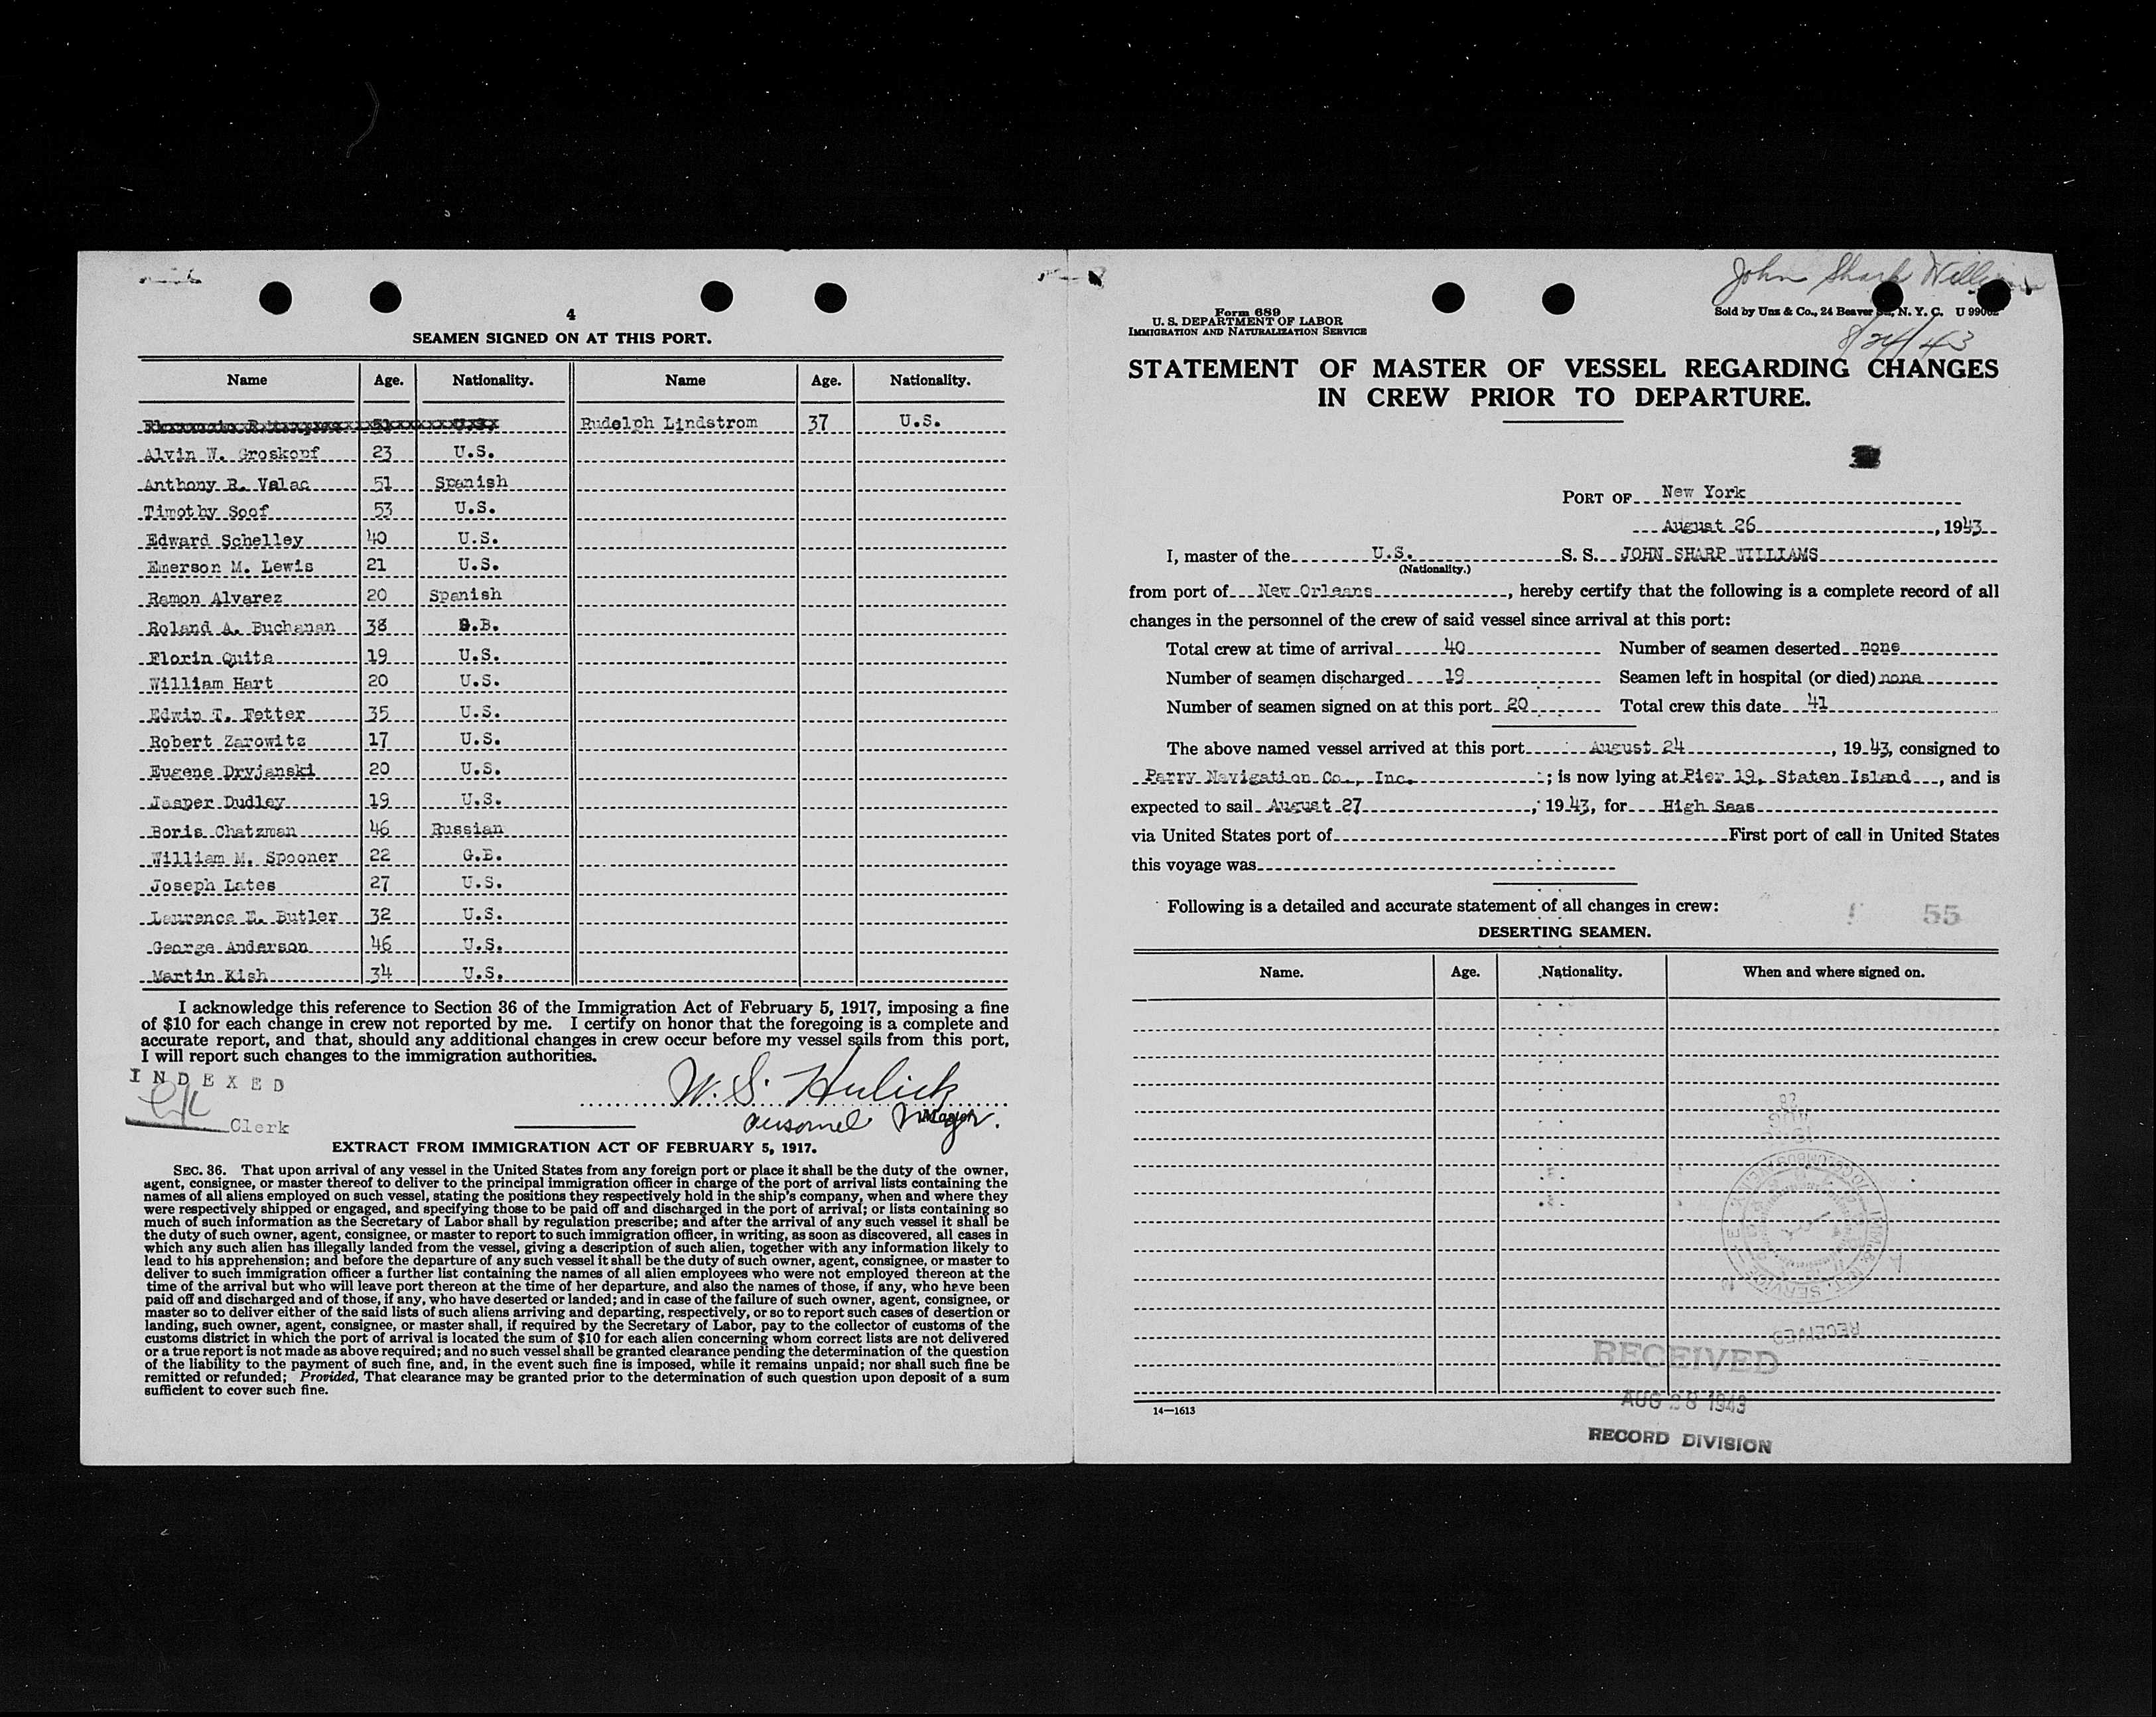 4
SEAMEN SIGNED ON AT THIS PORT.
Name Age. Nationality. Name Age. Nationality.
Rudolph Lindstrom 37 U.S.
Alvin W. Groskopf 23 U.S.
Anthony R. Valac 51 Spanish
Timothy Soof 53 U.S.
Edward Schelley 40 U.S.
Emerson M. Lewis 21 U.S.
Ramon Alvarez 20 Spanish
Roland A. Buchanan 38 G.B.
Florin Quite 19 U.S.
William Hart 20 U.S.
Edwin T. Fetter 35 U.S.
Robert Zarowitz 17 U.S.
Eugene Dryjanski 20 U.S.
Jasper Dudley 19 U.S.
Boris Chatzman 46 Russian
William M. Spooner 22 G.B.
Joseph Lates 27 U.S.
Laurence E. Butler 32 U.S.
George Anderson 46 U.S.
Martin Kish 34 U.S.
I acknowledge this reference to Section 36 of the Immigration Act of February 5, 1917, imposing a fine
of $10 for each change in crew not reported by me. I certify on honor that the foregoing is a complete and
accurate report, and that, should any additional changes in crew occur before my vessel sails from this port,
I will report such changes to the immigration authorities.
INDEXED
W. S. Hulick
Clerk
Personnel Mngr.
Master.
EXTRACT FROM IMMIGRATION ACT OF FEBRUARY 5, 1917.
SEC. 36. That upon arrival of any vessel in the United States from any foreign port or place it shall be the duty of the owner,
agent, consignee, or master thereof to deliver to the principal immigration officer in charge of the port of arrival lists containing the
names of all aliens employed on such vessel, stating the positions they respectively hold in the ship's company, when and where they
were respectively shipped or engaged, and specifying those to be paid off and discharged in the port of arrival; or lists containing so
much of such information as the Secretary of Labor shall by regulation prescribe; and after the arrival of any such vessel it shall be
the duty of such owner, agent, consignee, or master to report to such immigration officer, in writing, as soon as discovered, all cases in
which any such alien has illegally landed from the vessel, giving a description of such alien, together with any information likely to
lead to his apprehension; and before the departure of any such vessel it shall be the duty of such owner, agent, consignee, or master to
deliver to such immigration officer a further list containing the names of all alien employees who were not employed thereon at the
time of the arrival but who will leave port thereon at the time of her departure, and also the names of those, if any, who have been
paid off and discharged and of those, if any, who have deserted or landed; and in case of the failure of such owner, agent, consignee, or
master so to deliver either of the said lists of such aliens arriving and departing, respectively, or so to report such cases of desertion or
landing, such owner, agent, consignee, or master shall, if required by the Secretary of Labor, pay to the collector of customs of the
customs district in which the port of arrival is located the sum of $10 for each alien concerning whom correct lists are not delivered
or a true report is not made as above required; and no such vessel shall be granted clearance pending the determination of the question
of the liability to the payment of such fine, and, in the event such fine is imposed, while it remains unpaid; nor shall such fine be
remitted or refunded; Provided, That clearance may be granted prior to the determination of such question upon deposit of a sum
sufficient to cover such fine.
John Sharp Williams
Form 689
U. S. DEPARTMENT OF LABOR
IMMIGRATION AND NATURALIZATION SERVICE
Sold by Unz & Co., 24 Beaver St., N. Y. C. U 99062
8/24/43
STATEMENT OF MASTER OF VESSEL REGARDING CHANGES
IN CREW PRIOR TO DEPARTURE.
PORT OF New York
August 26, 1943
I, master of the U.S. S. S. JOHN SHARP WILLIAMS
(Nationality.)
from port of New Orleans, hereby certify that the following is a complete record of all
changes in the personnel of the crew of said vessel since arrival at this port:
Total crew at time of arrival 40 Number of seamen deserted none
Number of seamen discharged 19 Seamen left in hospital (or died) none
Number of seamen signed on at this port 20 Total crew this date 41
The above named vessel arrived at this port August 24, 1943, consigned to
Parry Navigation Co., Inc. ; is now lying at Pier 19, Staten Island, and is
expected to sail August 27, 1943, for High Seas
via United States port of First port of call in United States
this voyage was
Following is a detailed and accurate statement of all changes in crew:
55
DESERTING SEAMEN.
Name. Age. Nationality. When and where signed on.
RECEIVED
RECEIVED
AUG 28 1943
14—1613
RECORD DIVISION